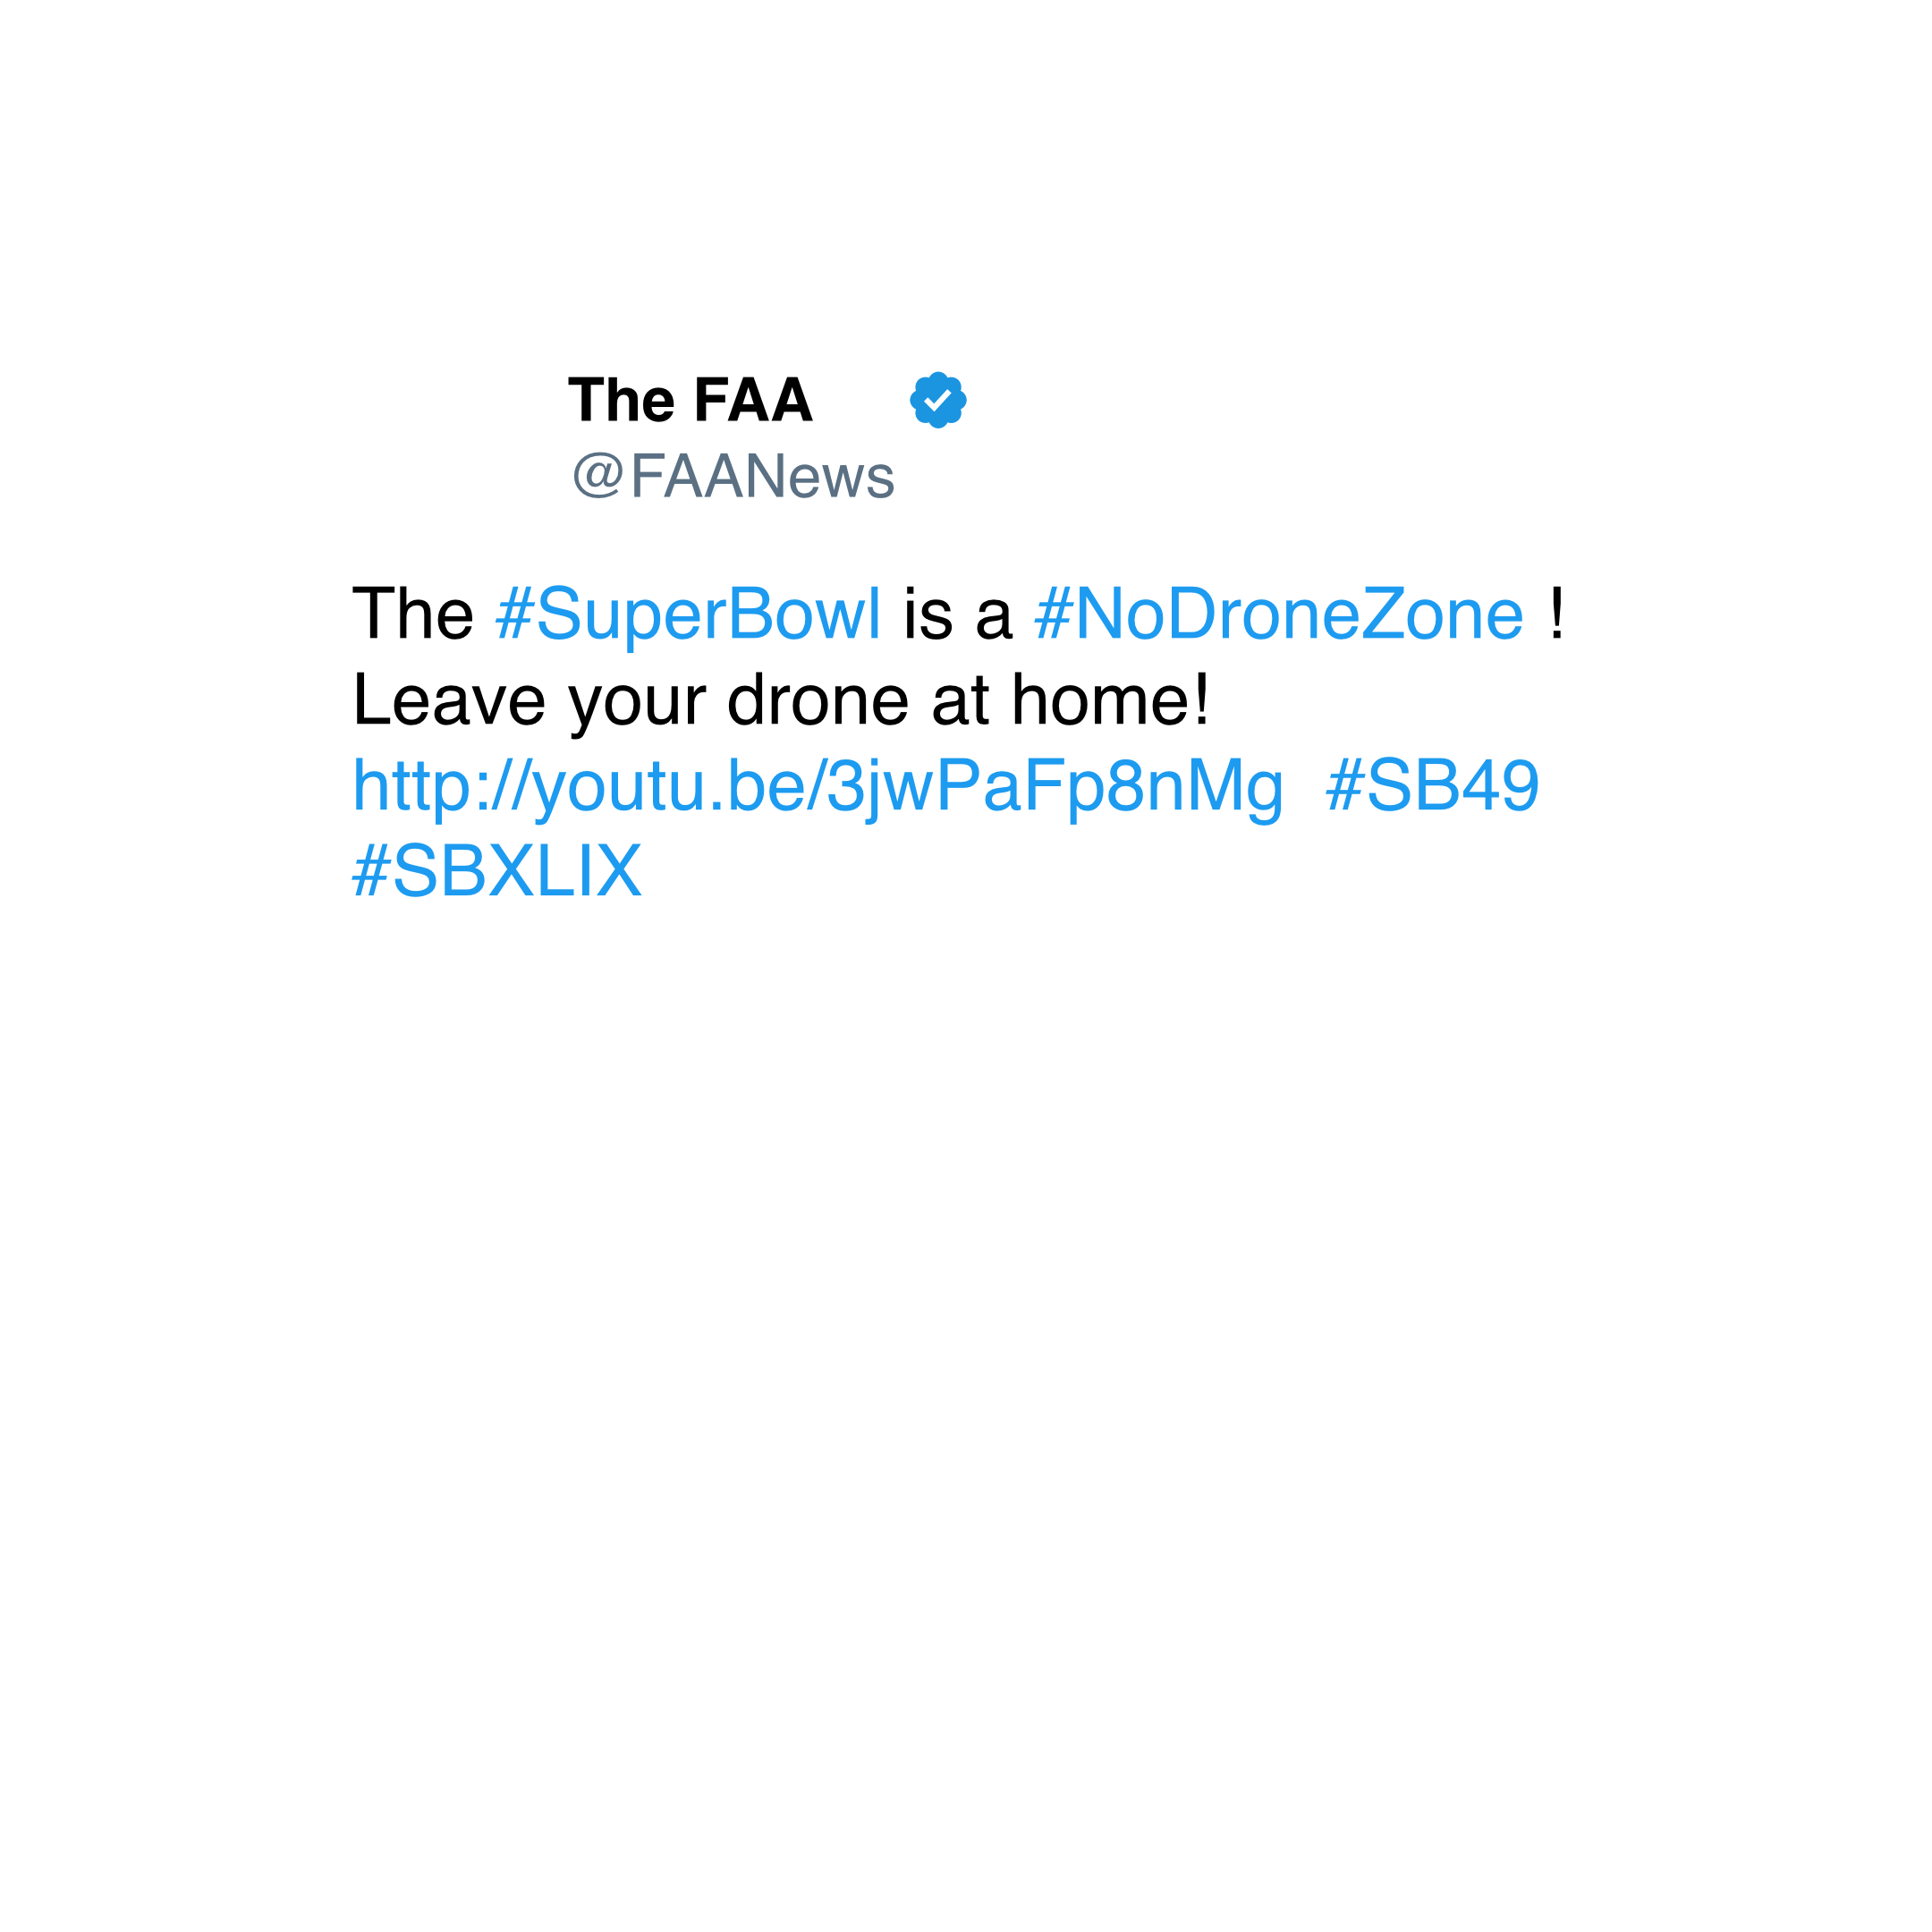 The FAA
@FAANews
The #SuperBowl is a #NoDroneZone !
Leave your drone at home!
http://youtu.be/3jwPaFp8nMg #SB49
#SBXLIX